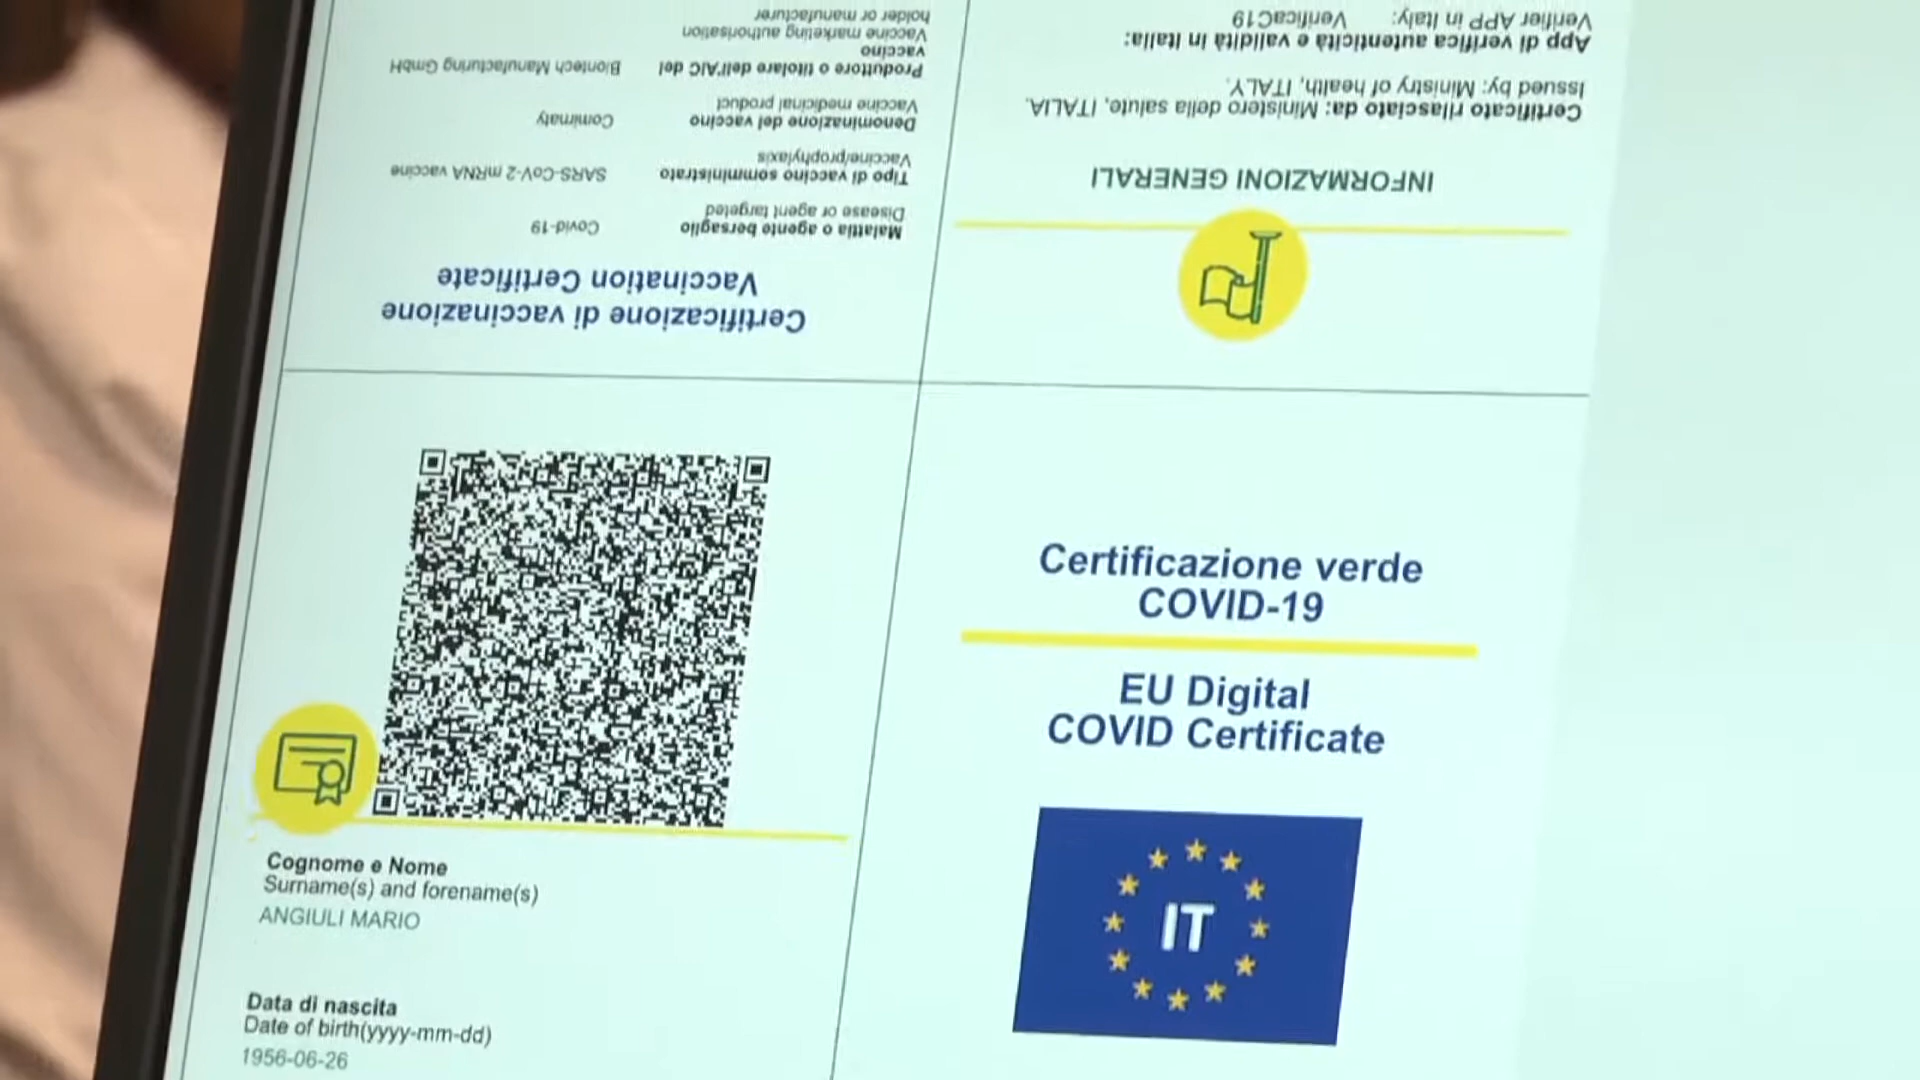 Cognome e Nome
Surname(s) and forename(s)
ANGIULI MARIO
Data di nascita
Date of birth(yyyy-mm-dd)
1956-06-26
Certificazione verde
COVID-19
EU Digital
COVID Certificate
IT
Certificazione di vaccinazione
Vaccination Certificate
Malattia o agente bersaglio
Disease or agent targeted
Covid-19
Tipo di vaccino somministrato
Vaccine/prophylaxis
SARS-CoV-2 mRNA vaccine
Denominazione del vaccino
Vaccine medicinal product
Comirnaty
Produttore o titolare dell'AIC del
vaccino
Vaccine marketing authorisation
holder or manufacturer
Biontech Manufacturing GmbH
INFORMAZIONI GENERALI
Certificato rilasciato da: Ministero della salute, ITALIA.
Issued by: Ministry of health, ITALY.
App di verifica autenticità e validità in Italia:
Verifier APP in Italy: VerificaC19